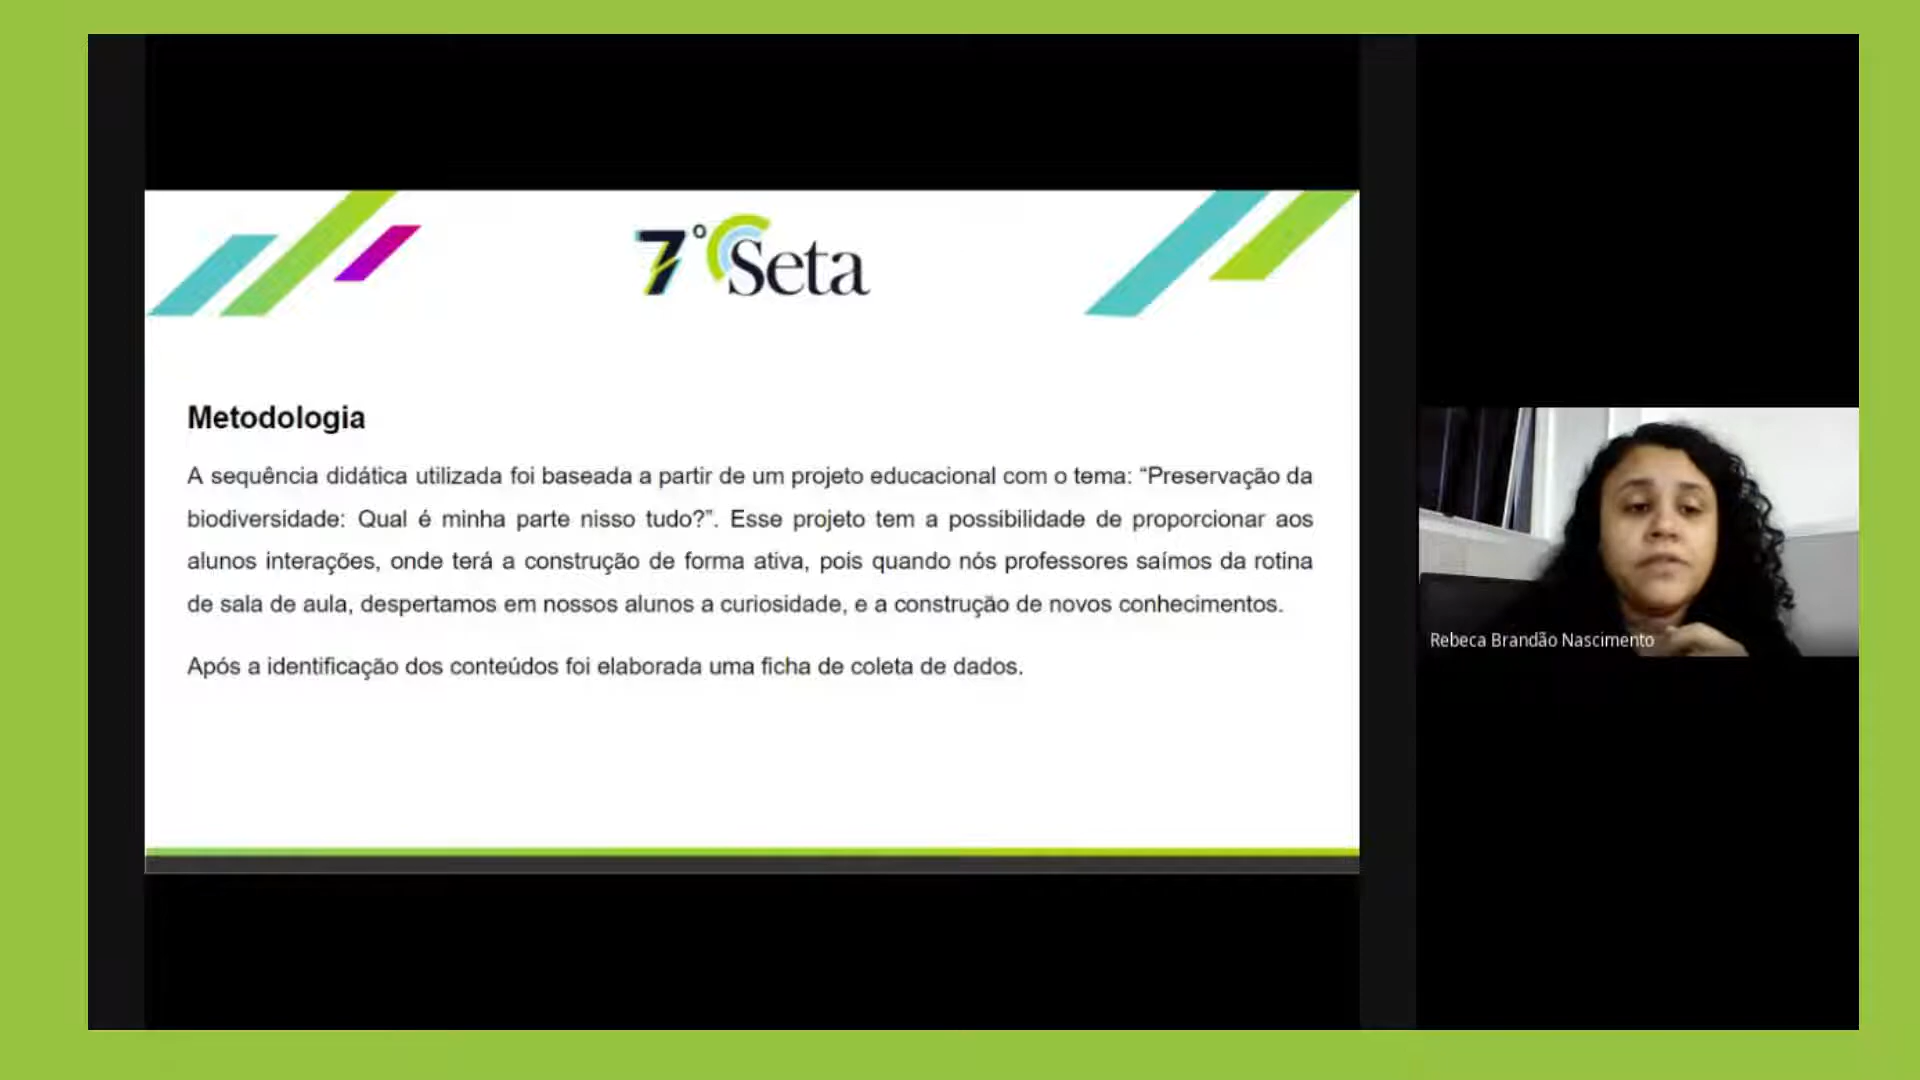 7º Seta
Metodologia
A sequência didática utilizada foi baseada a partir de um projeto educacional com o tema: “Preservação da
biodiversidade: Qual é minha parte nisso tudo?”. Esse projeto tem a possibilidade de proporcionar aos
alunos interações, onde terá a construção de forma ativa, pois quando nós professores saímos da rotina
de sala de aula, despertamos em nossos alunos a curiosidade, e a construção de novos conhecimentos.
Após a identificação dos conteúdos foi elaborada uma ficha de coleta de dados.
Rebeca Brandão Nascimento